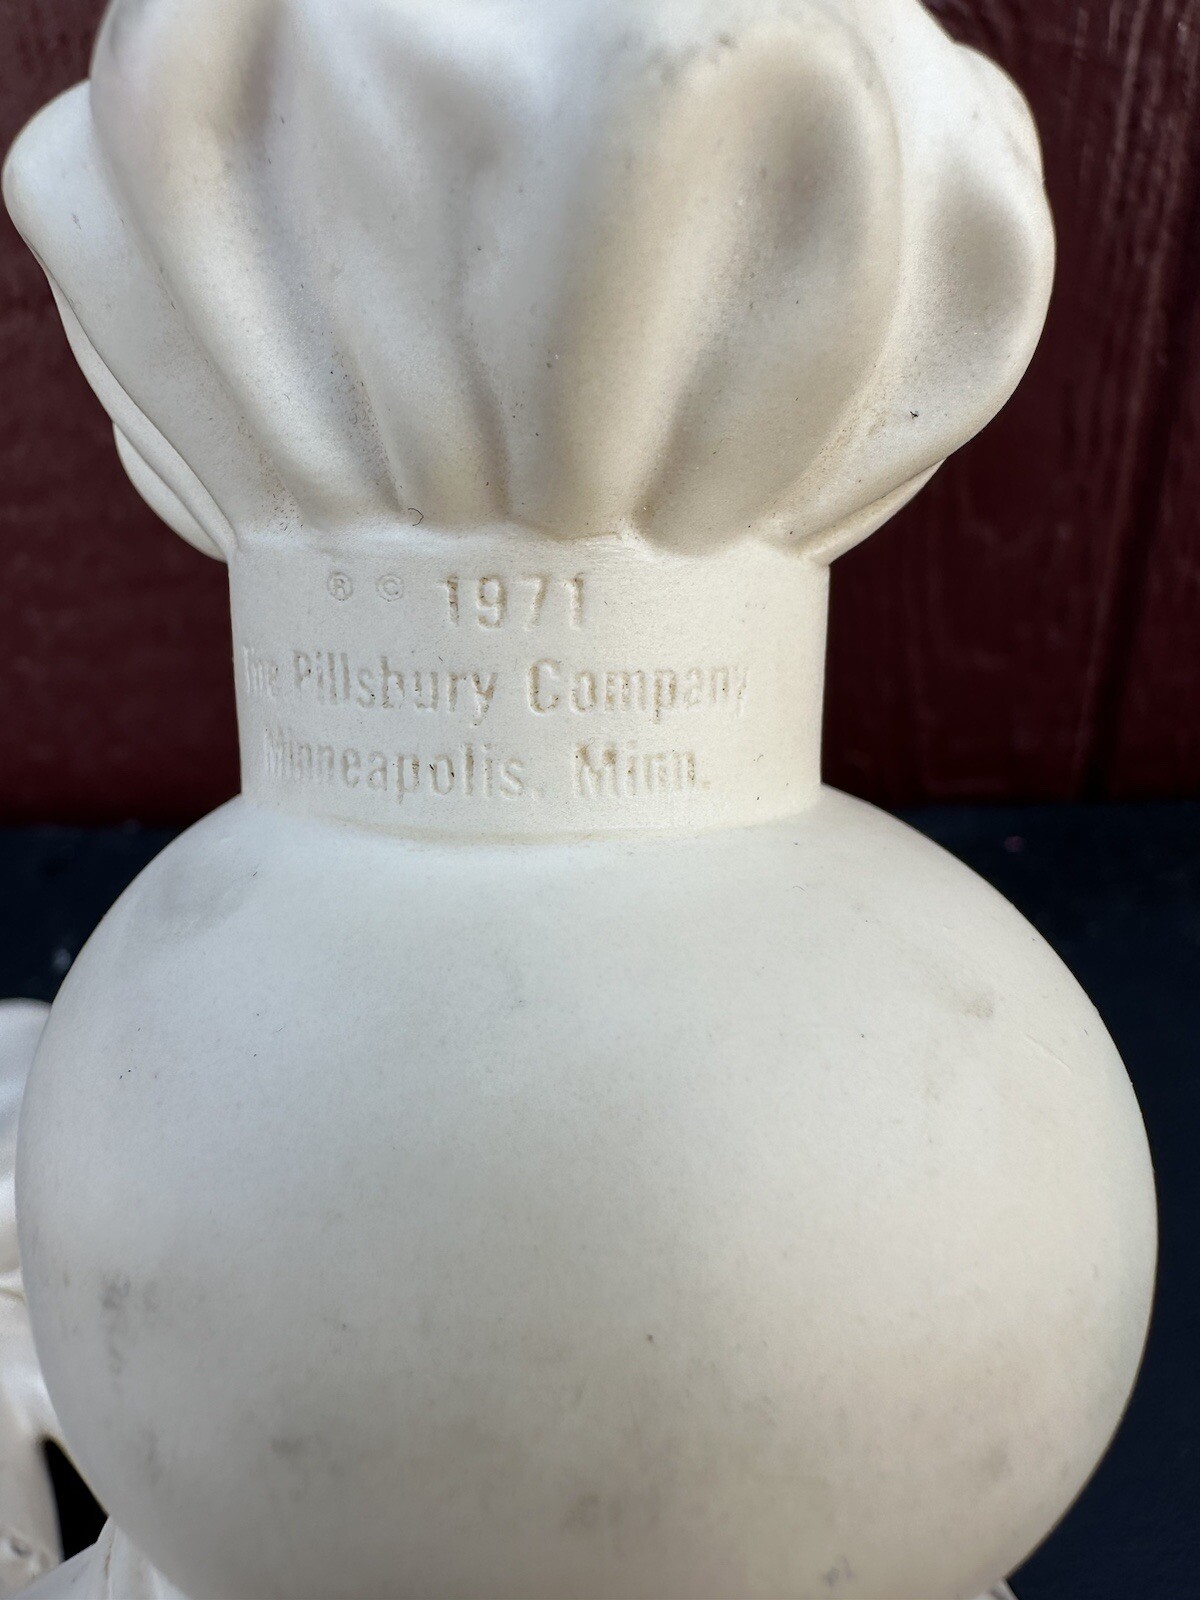 ® © 1971
The Pillsbury Company
Minneapolis, Minn.